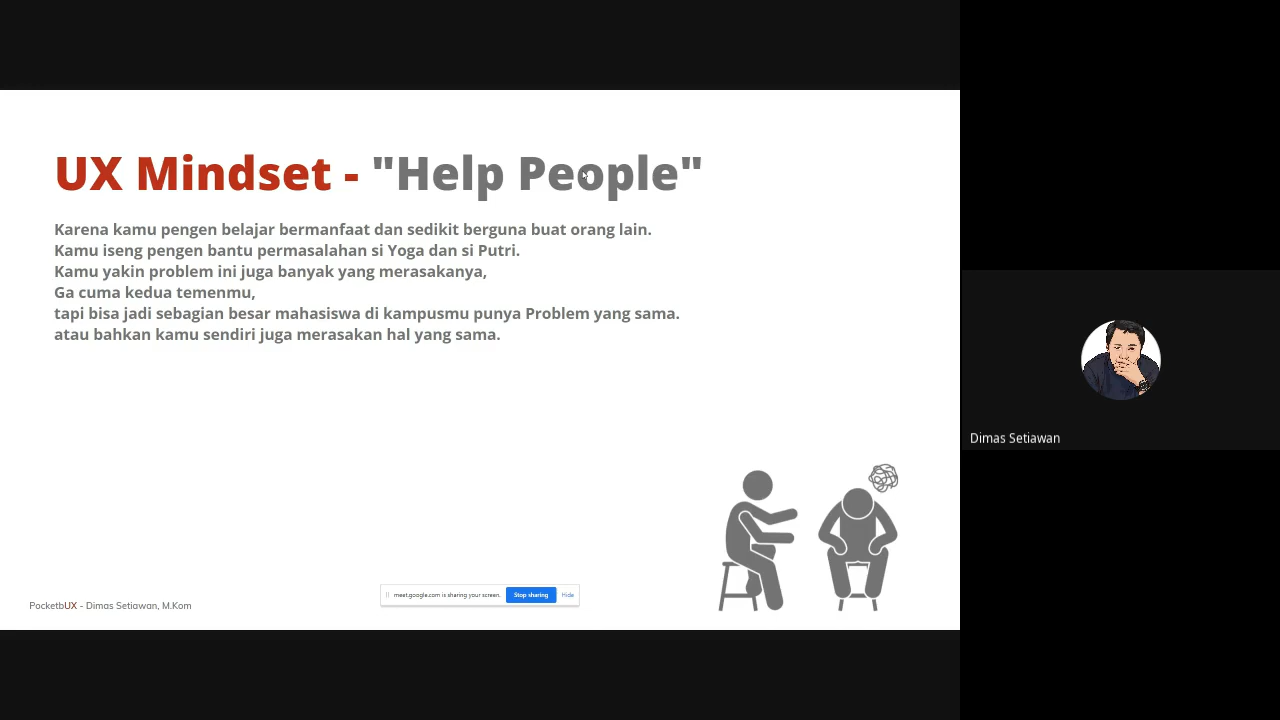 UX Mindset - "Help People"
Karena kamu pengen belajar bermanfaat dan sedikit berguna buat orang lain.
Kamu iseng pengen bantu permasalahan si Yoga dan si Putri.
Kamu yakin problem ini juga banyak yang merasakanya,
Ga cuma kedua temenmu,
tapi bisa jadi sebagian besar mahasiswa di kampusmu punya Problem yang sama.
atau bahkan kamu sendiri juga merasakan hal yang sama.
Dimas Setiawan
meet.google.com is sharing your screen. Stop sharing Hide
PocketbUX - Dimas Setiawan, M.Kom